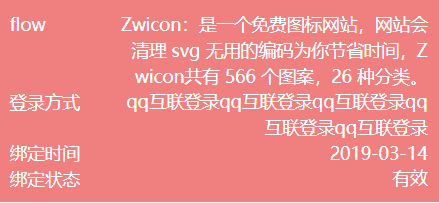 flow Zwicon：是一个免费图标网站，网站会
清理 svg 无用的编码为你节省时间，Z
wicon共有 566 个图案，26 种分类。
登录方式 qq互联登录qq互联登录qq互联登录qq
互联登录qq互联登录
绑定时间 2019-03-14
绑定状态 有效